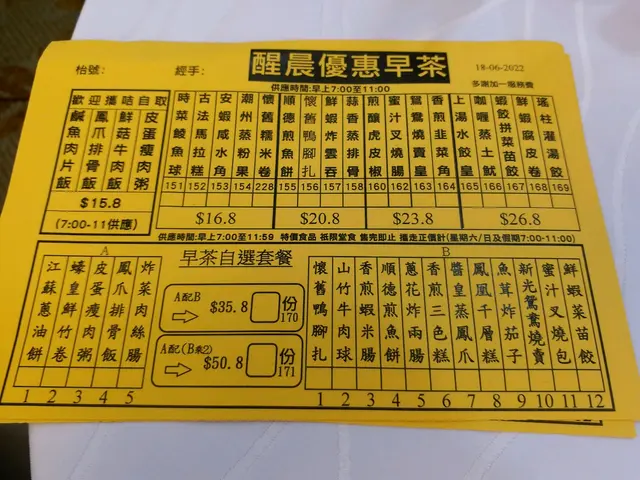 枱號：
經手：
醒晨優惠早茶
18-06-2022
供應時間:早上7:00至11:00
多謝加一服務費
歡迎攜咭自取
鹹魚肉片飯
鳳爪排骨飯
鮮菇牛肉飯
皮蛋瘦肉粥
$15.8
(7:00-11供應)
時菜鯪魚球
古法馬拉糕
安蝦咸水角
潮州蒸粉果
懷舊糯米卷
順德煎魚餅
懷舊鴨腳扎
鮮蝦炸雲吞
蒜香蒸排骨
煎釀虎皮椒
蜜汁叉燒腸
鴛鴦燒賣皇
香煎韭菜角
上湯水餃皇
咖喱蒸土魷
蝦餃拼菜苗餃
鮮蝦腐皮卷
瑤柱灌湯餃
151 152 153 154 228 155 156 157 158 160 162 163 164 165 166 167 168 169
$16.8 $20.8 $23.8 $26.8
供應時間:早上7:00至11:59 特價食品 祇限堂食 售完即止 攜走正價計(星期六/日及假期7:00-11:00)
早茶自選套餐
A
江蘇蔥油餅
蠔皇鮮竹卷
皮蛋瘦肉粥
鳳爪排骨飯
炸菜肉絲腸
1 2 3 4 5
A配B
$35.8 份
170
A配(B乘2)
$50.8 份
171
B
懷舊鴨腳扎
山竹牛肉球
香煎蝦米腸
順德煎魚餅
蔥花炸兩腸
香煎三色糕
醬皇蒸鳳爪
鳳凰千層糕
魚茸炸茄子
新光鴛鴦燒賣
蜜汁叉燒包
鮮蝦菜苗餃
1 2 3 4 5 6 7 8 9 10 11 12